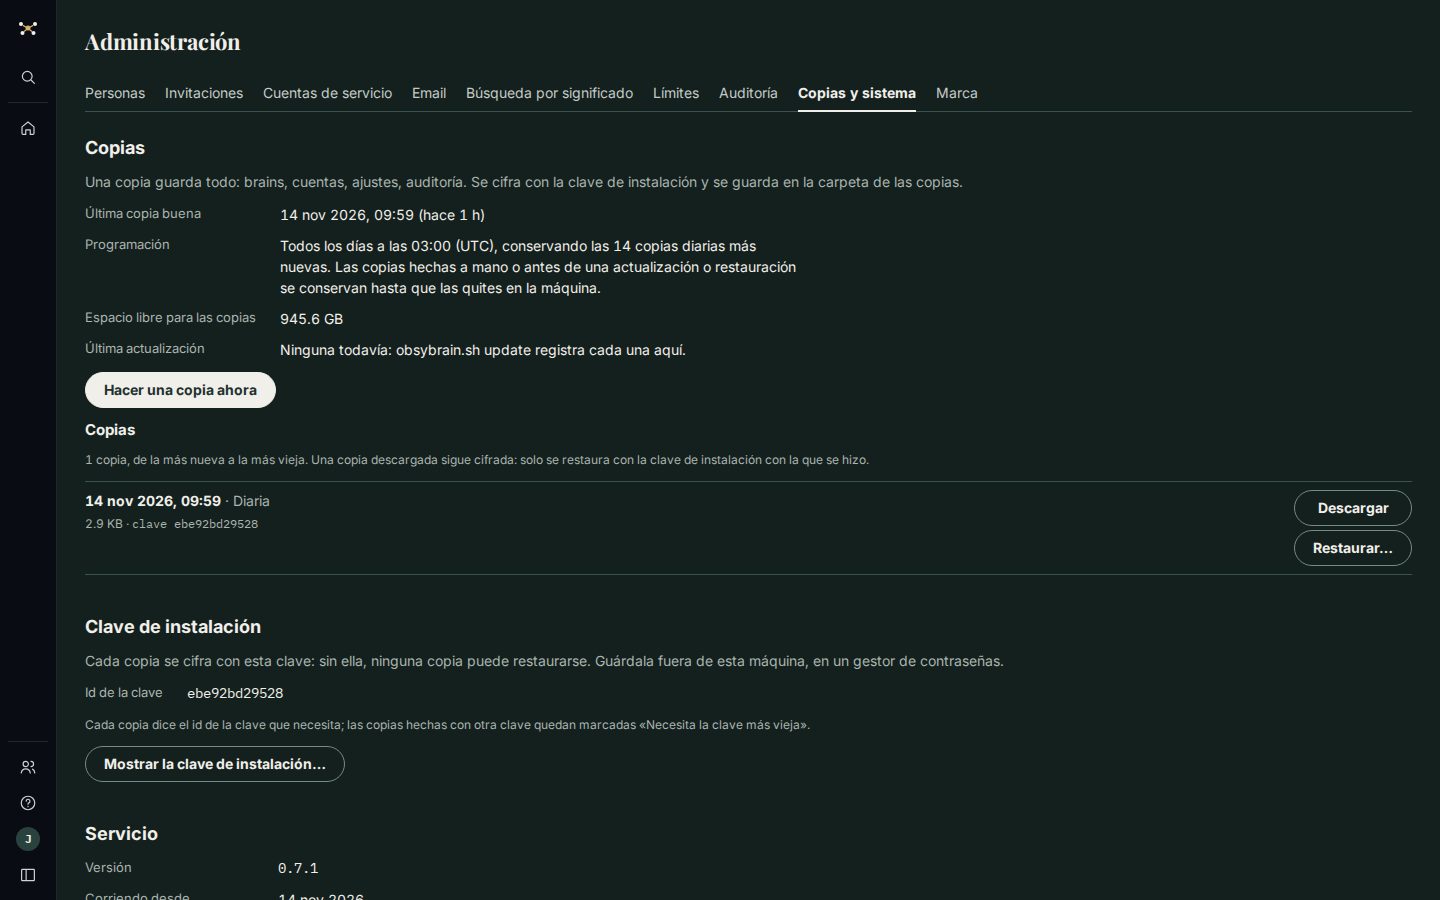 Administración
Personas Invitaciones Cuentas de servicio Email Búsqueda por significado Límites Auditoría Copias y sistema Marca
Copias
Una copia guarda todo: brains, cuentas, ajustes, auditoría. Se cifra con la clave de instalación y se guarda en la carpeta de las copias.
Última copia buena 14 nov 2026, 09:59 (hace 1 h)
Programación Todos los días a las 03:00 (UTC), conservando las 14 copias diarias más
nuevas. Las copias hechas a mano o antes de una actualización o restauración
se conservan hasta que las quites en la máquina.
Espacio libre para las copias 945.6 GB
Última actualización Ninguna todavía: obsybrain.sh update registra cada una aquí.
Hacer una copia ahora
Copias
1 copia, de la más nueva a la más vieja. Una copia descargada sigue cifrada: solo se restaura con la clave de instalación con la que se hizo.
14 nov 2026, 09:59 · Diaria
Descargar
2.9 KB · clave ebe92bd29528
Restaurar...
Clave de instalación
Cada copia se cifra con esta clave: sin ella, ninguna copia puede restaurarse. Guárdala fuera de esta máquina, en un gestor de contraseñas.
Id de la clave ebe92bd29528
Cada copia dice el id de la clave que necesita; las copias hechas con otra clave quedan marcadas «Necesita la clave más vieja».
Mostrar la clave de instalación...
Servicio
J
Versión 0.7.1
Corriendo desde 14 nov 2026